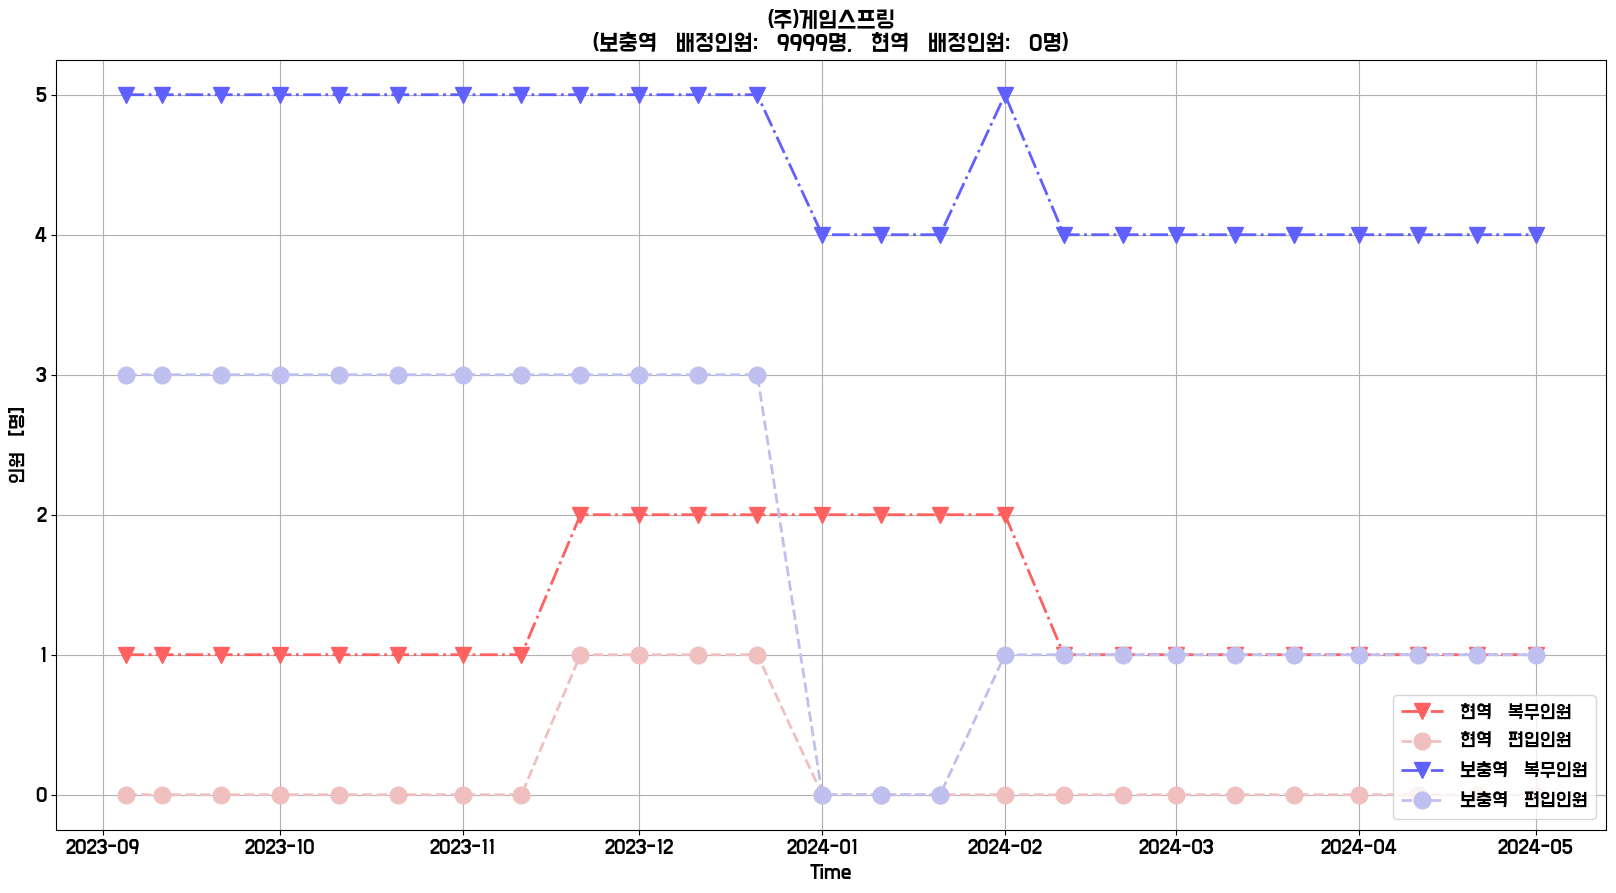 (주)게임스프링
(보충역 배정인원: 9999명, 현역 배정인원: 0명)
인원 [명]
5
4
3
2
1
0
2023-09 2023-10 2023-11 2023-12 2024-01 2024-02 2024-03 2024-04 2024-05
Time
현역 복무인원
현역 편입인원
보충역 복무인원
보충역 편입인원